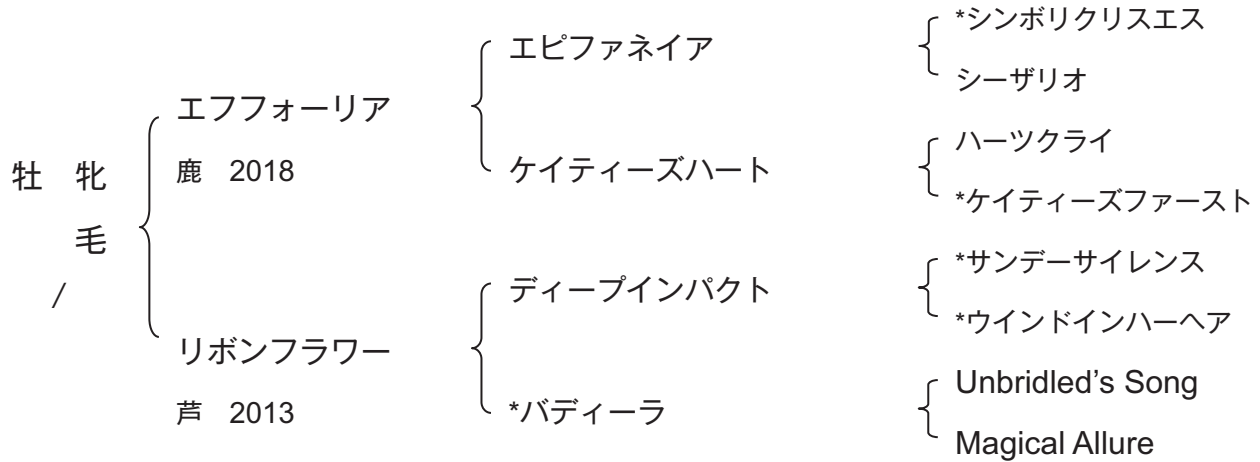 牡 牝
毛
/
エフフォーリア
鹿 2018
リボンフラワー
芦 2013
エピファネイア
ケイティーズハート
ディープインパクト
*バディーラ
*シンボリクリスエス
シーザリオ
ハーツクライ
*ケイティーズファースト
*サンデーサイレンス
*ウインドインハーヘア
Unbridled’s Song
Magical Allure